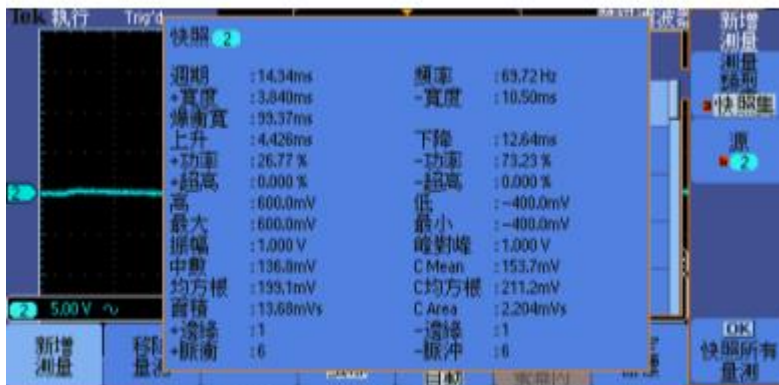 Tek 執行 Trig'd
快照 2
週期 :14.34ms 頻率 :69.72 Hz
+寬度 :3.840ms -寬度 :10.50ms
爆衝寬 :99.37ms
上升 :4.426ms 下降 :12.64ms
+功率 :26.77 % -功率 :73.23 %
+超高 :0.000 % -超高 :0.000 %
高 :600.0mV 低 :-400.0mV
最大 :600.0mV 最小 :-400.0mV
振幅 :1.000 V 峰對峰 :1.000 V
中數 :136.8mV C Mean :153.7mV
均方根 :199.1mV C均方根 :211.2mV
面積 :13.68mVs C Area :2.204mVs
+邊緣 :1 -邊緣 :1
+脈衝 :6 -脈沖 :6
2
2 5.00 V
新增
測量
移除
量測
自動
新增
測量
測量
類型
快照集
源
2
OK
快照所有
量測